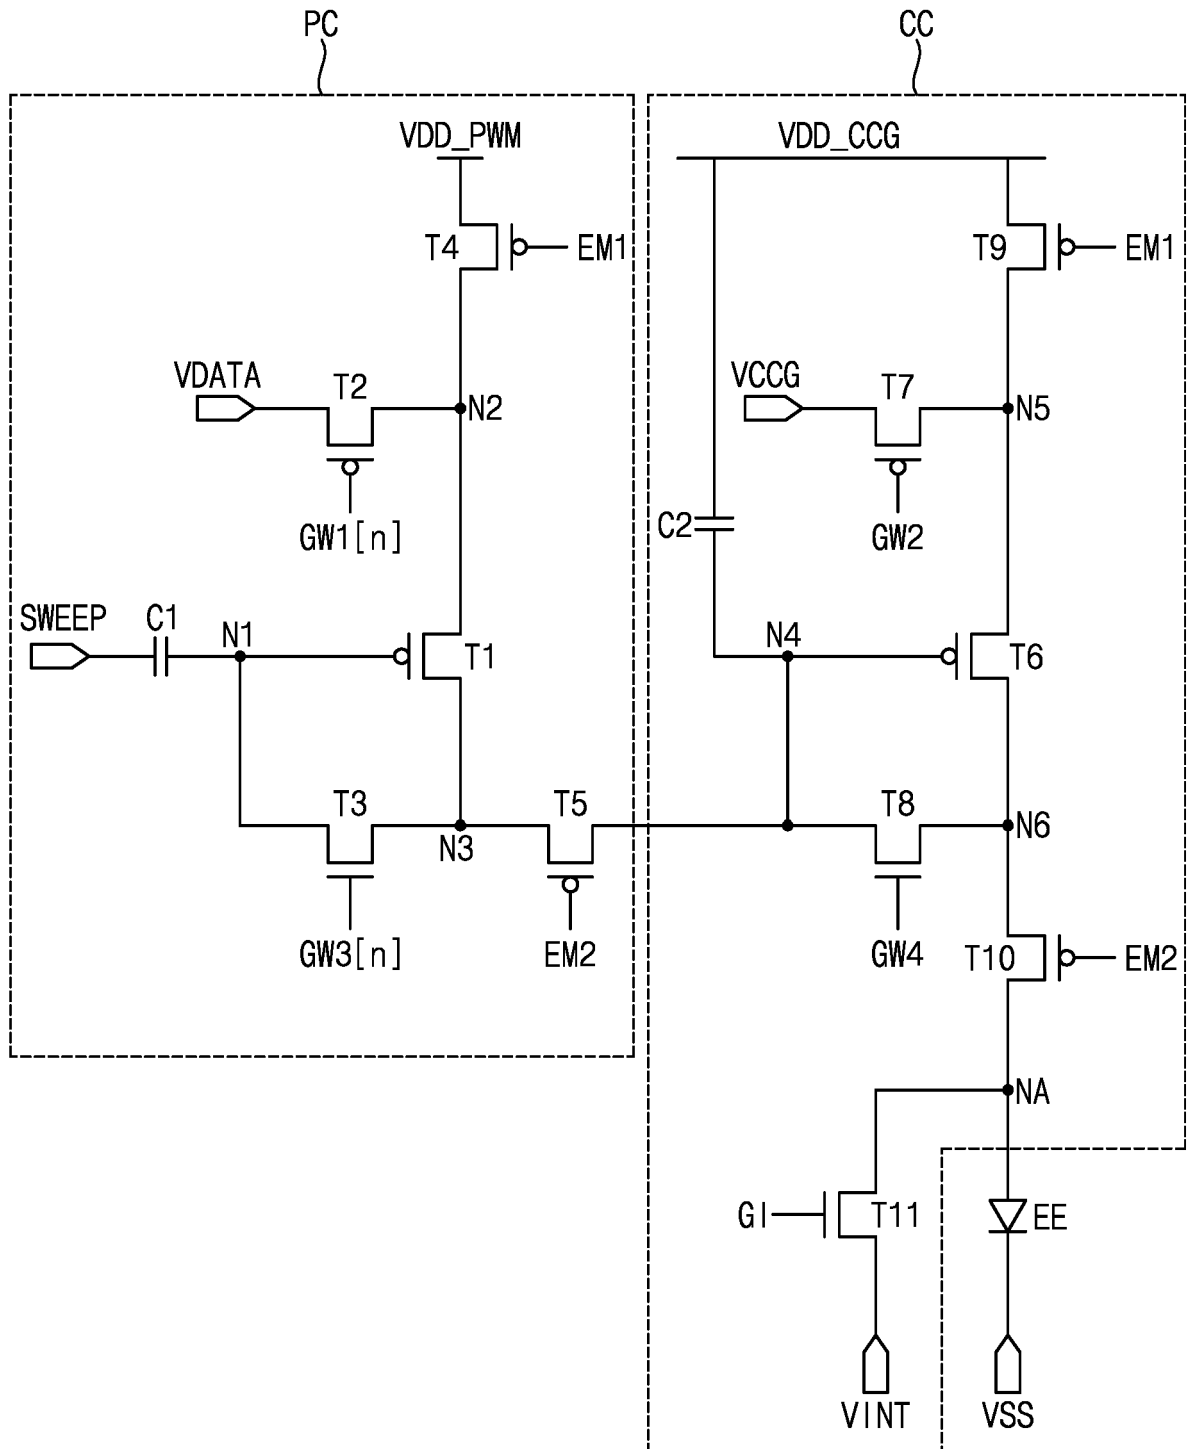 PC
CC
VDD_PWM
VDD_CCG
T4
EM1
T9
EM1
VDATA
T2
N2
VCCG
T7
N5
GW1[n]
C2
GW2
SWEEP
C1
N1
T1
N4
T6
T3
N3
T5
T8
N6
GW3[n]
EM2
GW4
T10
EM2
NA
GI
T11
EE
VINT
VSS